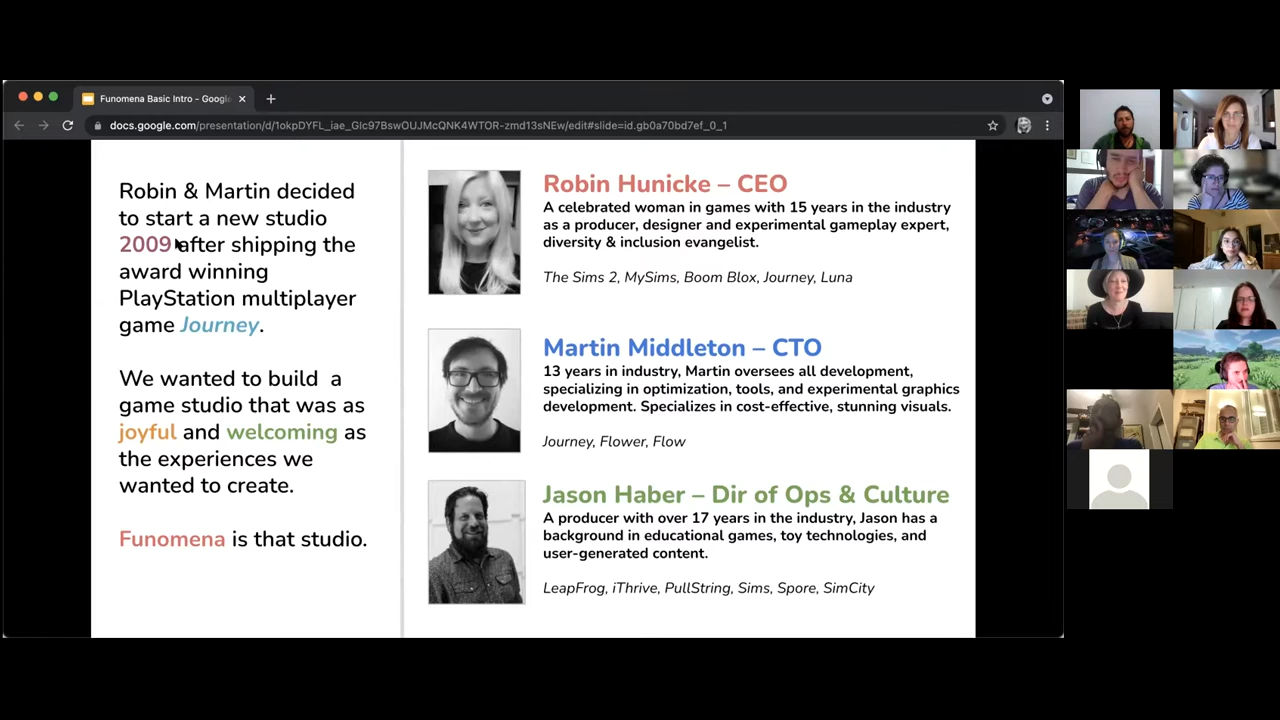 Funomena Basic Intro - Google
docs.google.com/presentation/d/1okpDYFL_iae_Glc97BswOUJMcQNK4WTOR-zmd13sNEw/edit#slide=id.gb0a70bd7ef_0_1
Robin & Martin decided
to start a new studio
2009 after shipping the
award winning
PlayStation multiplayer
game Journey.
We wanted to build a
game studio that was as
joyful and welcoming as
the experiences we
wanted to create.
Funomena is that studio.
Robin Hunicke – CEO
A celebrated woman in games with 15 years in the industry
as a producer, designer and experimental gameplay expert,
diversity & inclusion evangelist.
The Sims 2, MySims, Boom Blox, Journey, Luna
Martin Middleton – CTO
13 years in industry, Martin oversees all development,
specializing in optimization, tools, and experimental graphics
development. Specializes in cost-effective, stunning visuals.
Journey, Flower, Flow
Jason Haber – Dir of Ops & Culture
A producer with over 17 years in the industry, Jason has a
background in educational games, toy technologies, and
user-generated content.
LeapFrog, iThrive, PullString, Sims, Spore, SimCity